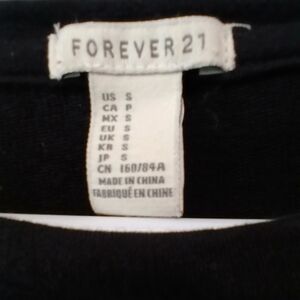 FOREVER 21
US S
CA P
MX S
EU S
UK S
KR S
JP S
CN 160/84A
MADE IN CHINA
FABRIQUÉ EN CHINE